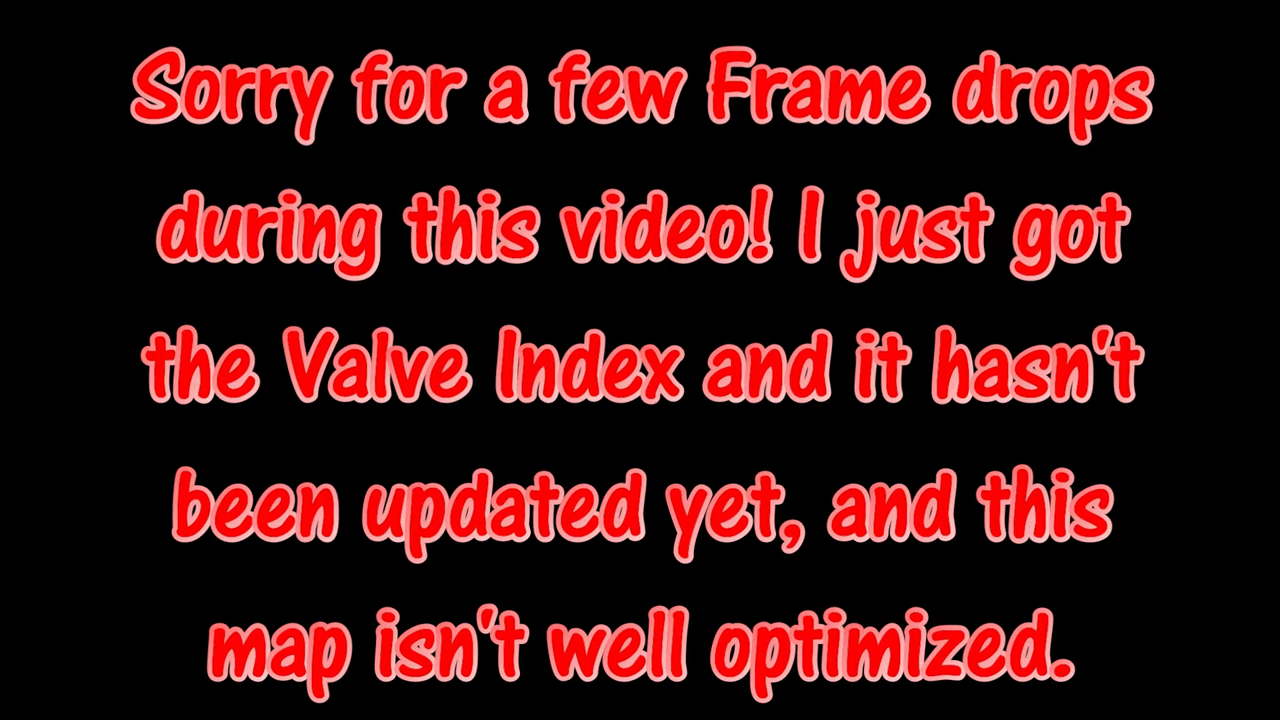 Sorry for a few Frame drops
during this video! I just got
the Valve Index and it hasn't
been updated yet, and this
map isn't well optimized.